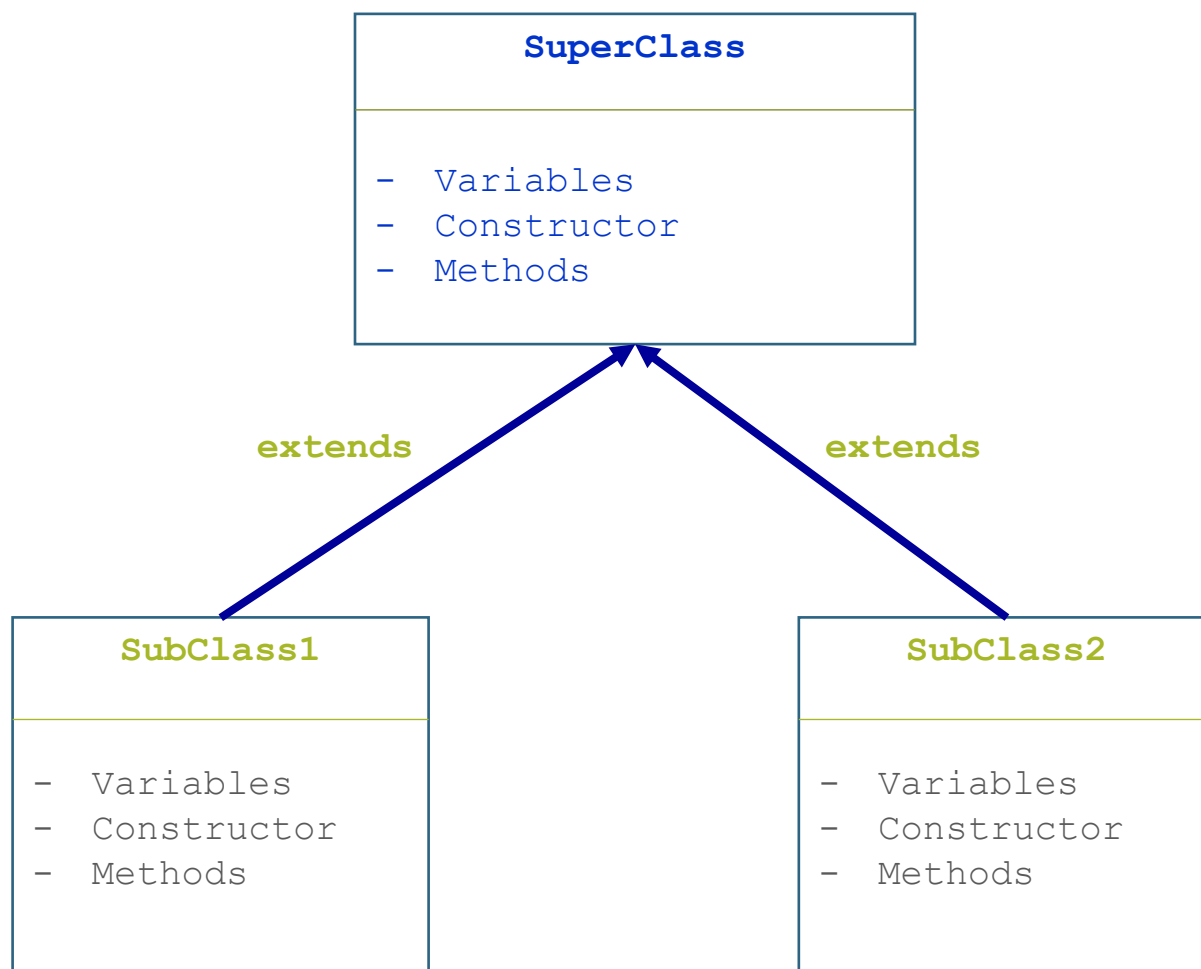 SuperClass
- Variables
- Constructor
- Methods
extends
extends
SubClass1
- Variables
- Constructor
- Methods
SubClass2
- Variables
- Constructor
- Methods